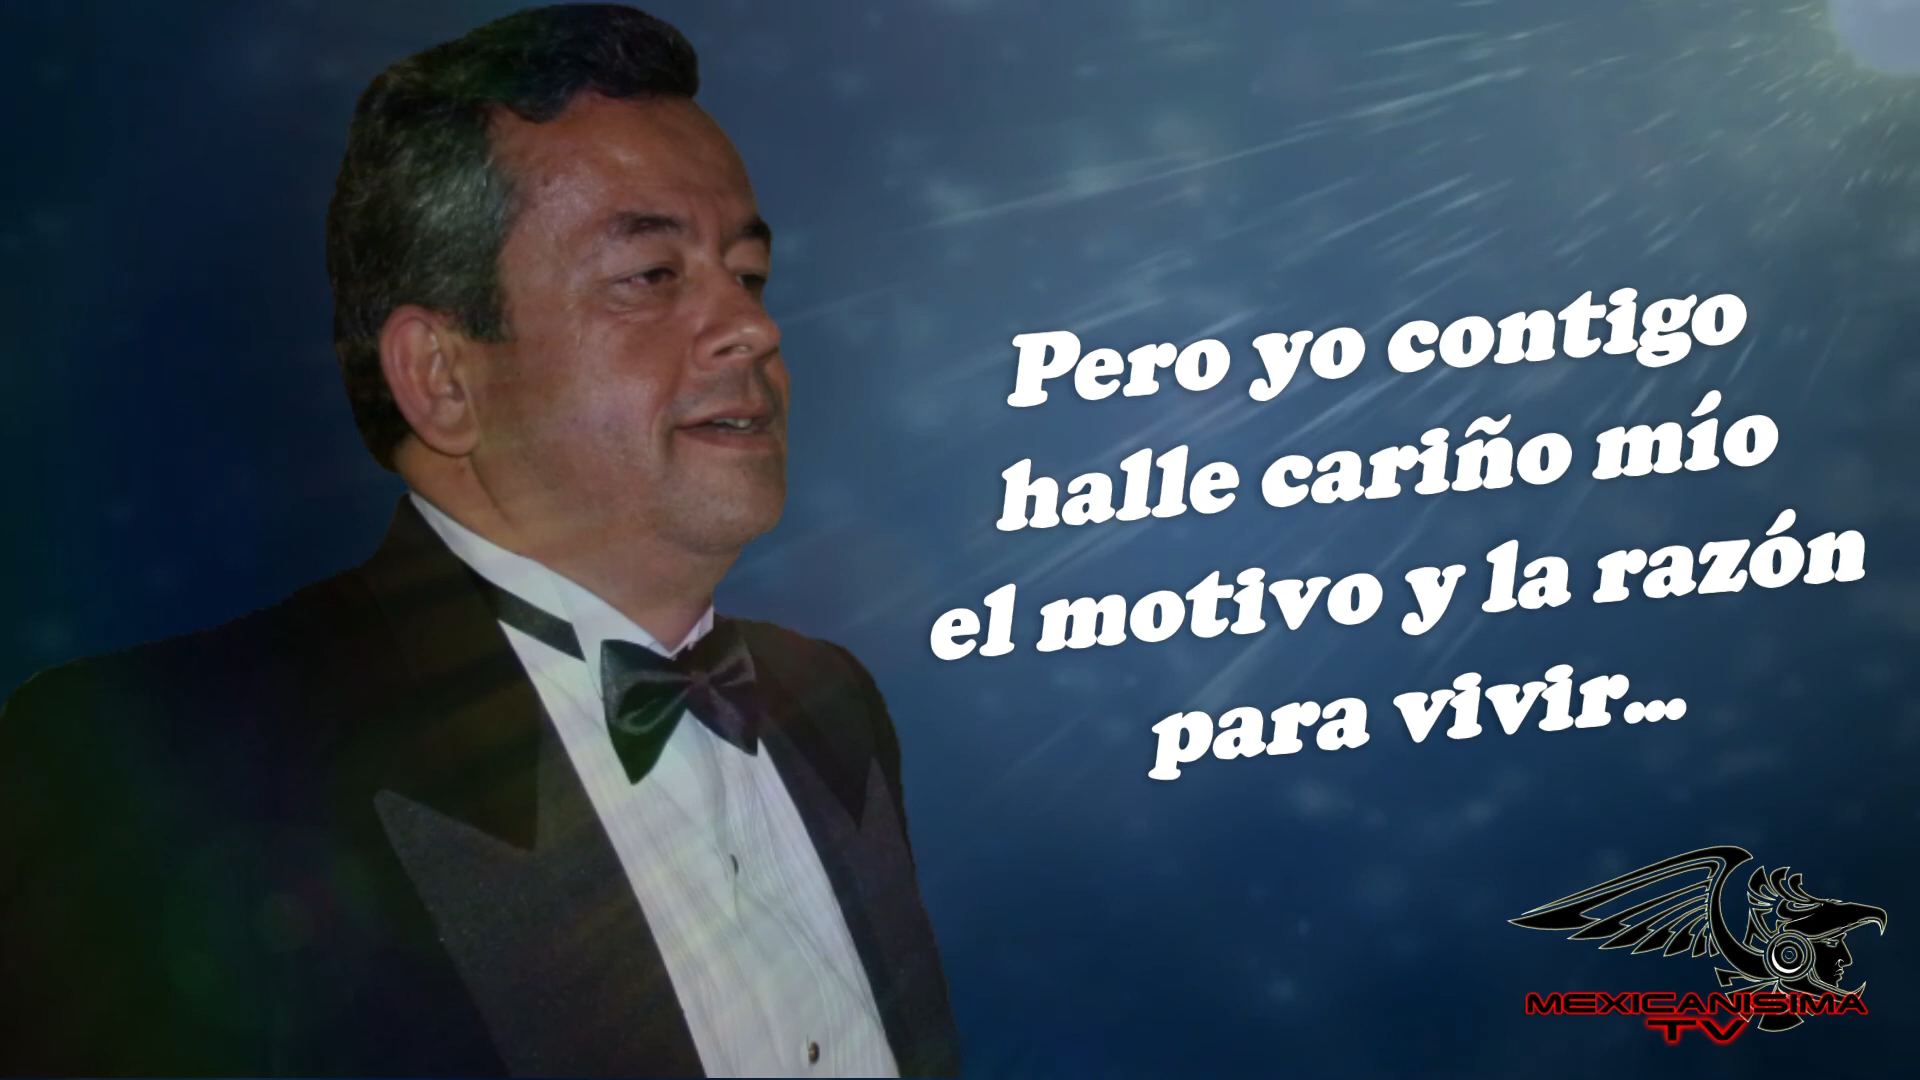 Pero yo contigo
halle cariño mío
el motivo y la razón
para vivir...
MEXICANISIMA
TV